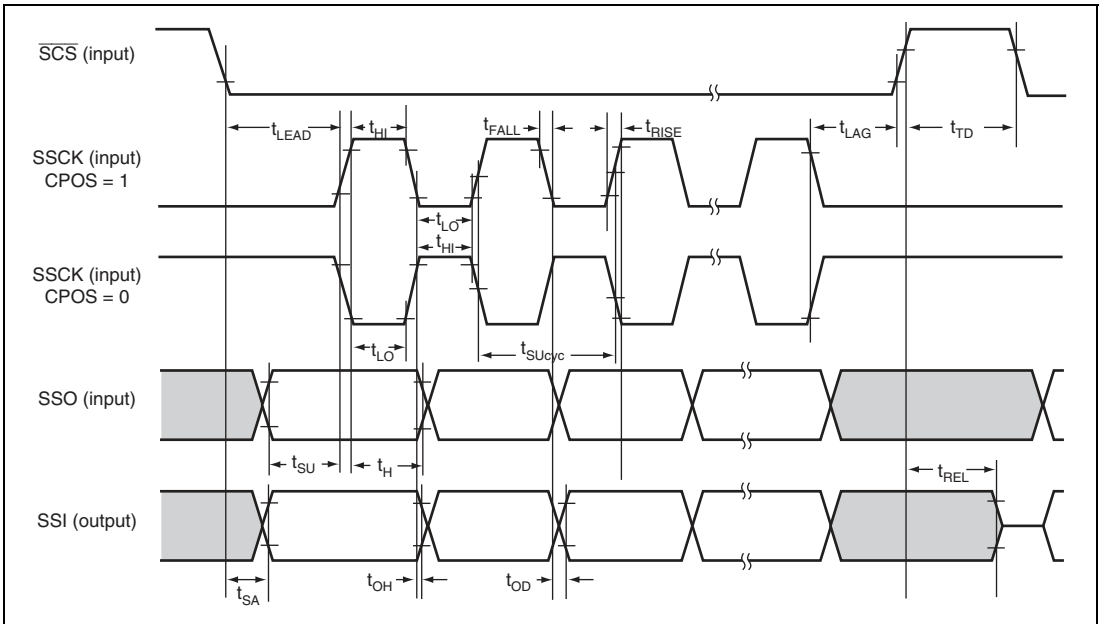 SCS (input)
tLEAD tHI tFALL tRISE tLAG tTD
SSCK (input)
CPOS = 1
tLO
tHI
SSCK (input)
CPOS = 0
tLO tSUcyc
SSO (input)
tSU tH tREL
SSI (output)
tSA tOH tOD